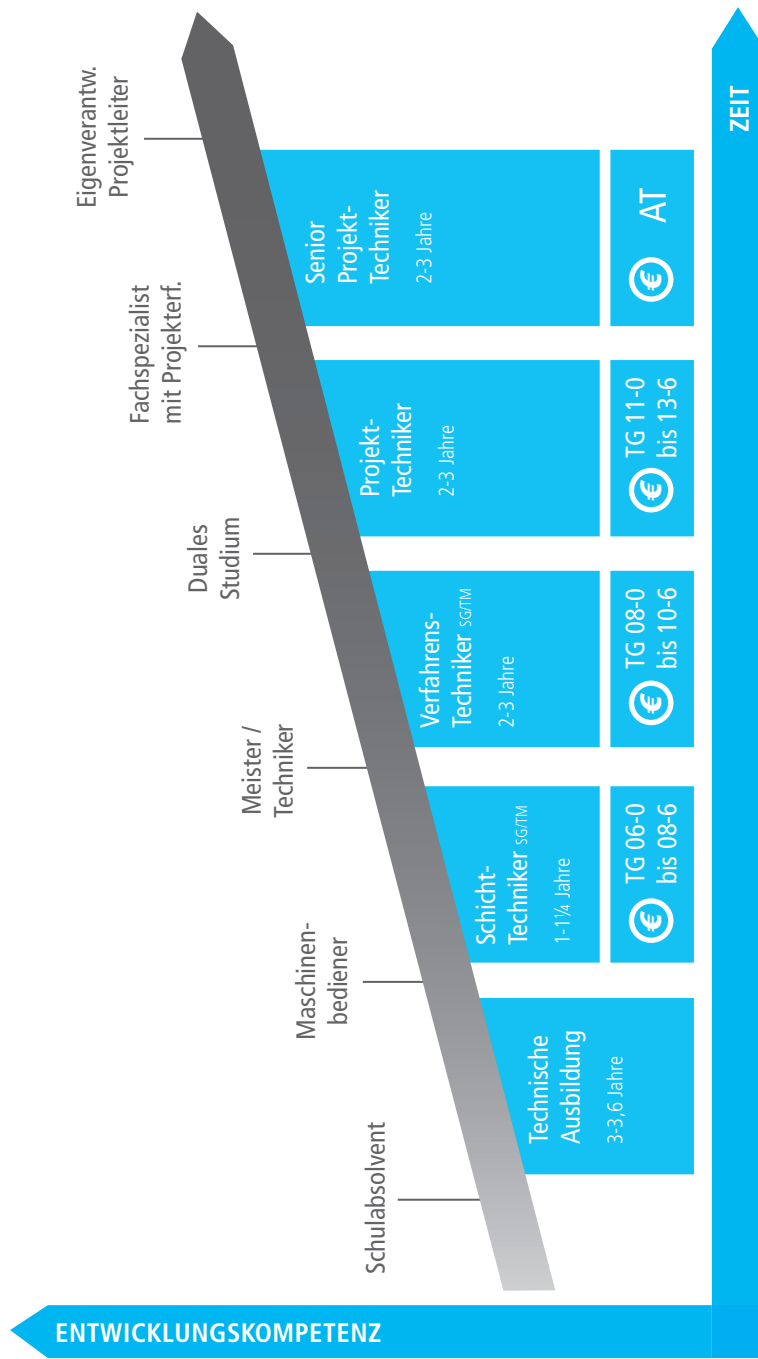 ENTWICKLUNGSKOMPETENZ
Schulabsolvent
Maschinen-
bediener
Meister /
Techniker
Duales
Studium
Fachspezialist
mit Projekterf.
Eigenverantw.
Projektleiter
Technische
Ausbildung
3-3,6 Jahre
Schicht-
Techniker SG/TM
1-1¼ Jahre
Verfahrens-
Techniker SG/TM
2-3 Jahre
Projekt-
Techniker
2-3 Jahre
Senior
Projekt-
Techniker
2-3 Jahre
€ TG 06-0
bis 08-6
€ TG 08-0
bis 10-6
€ TG 11-0
bis 13-6
€ AT
ZEIT